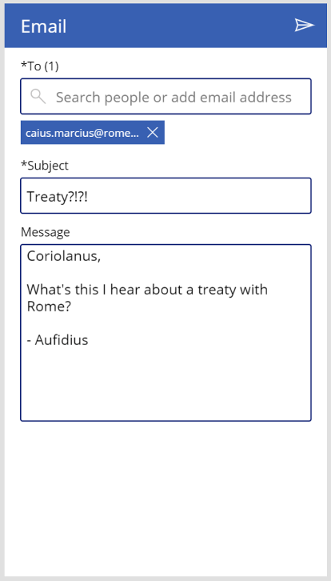 Email
*To (1)
Search people or add email address
caius.marcius@rome...
*Subject
Treaty?!?!
Message
Coriolanus,
What's this I hear about a treaty with
Rome?
- Aufidius